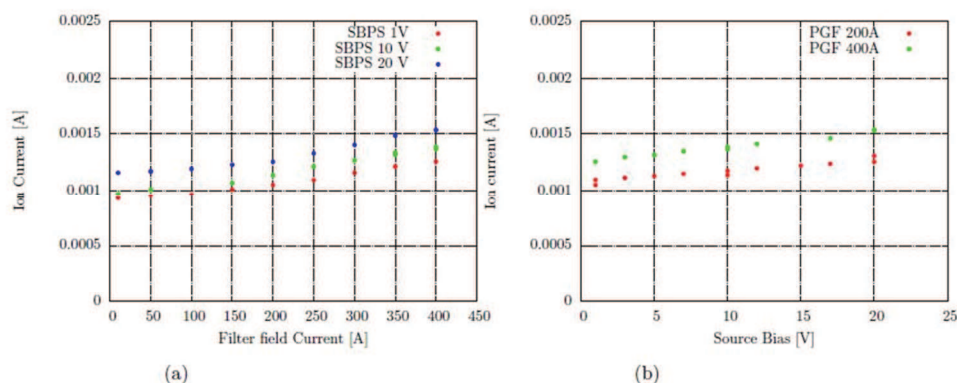 0.0025
0.002
0.0015
0.001
0.0005
0
Ion Current [A]
SBPS 1V
SBPS 10 V
SBPS 20 V
0 50 100 150 200 250 300 350 400 450
Filter field Current [A]
(a)
0.0025
0.002
0.0015
0.001
0.0005
0
Ion current [A]
PGF 200A
PGF 400A
0 5 10 15 20 25
Source Bias [V]
(b)